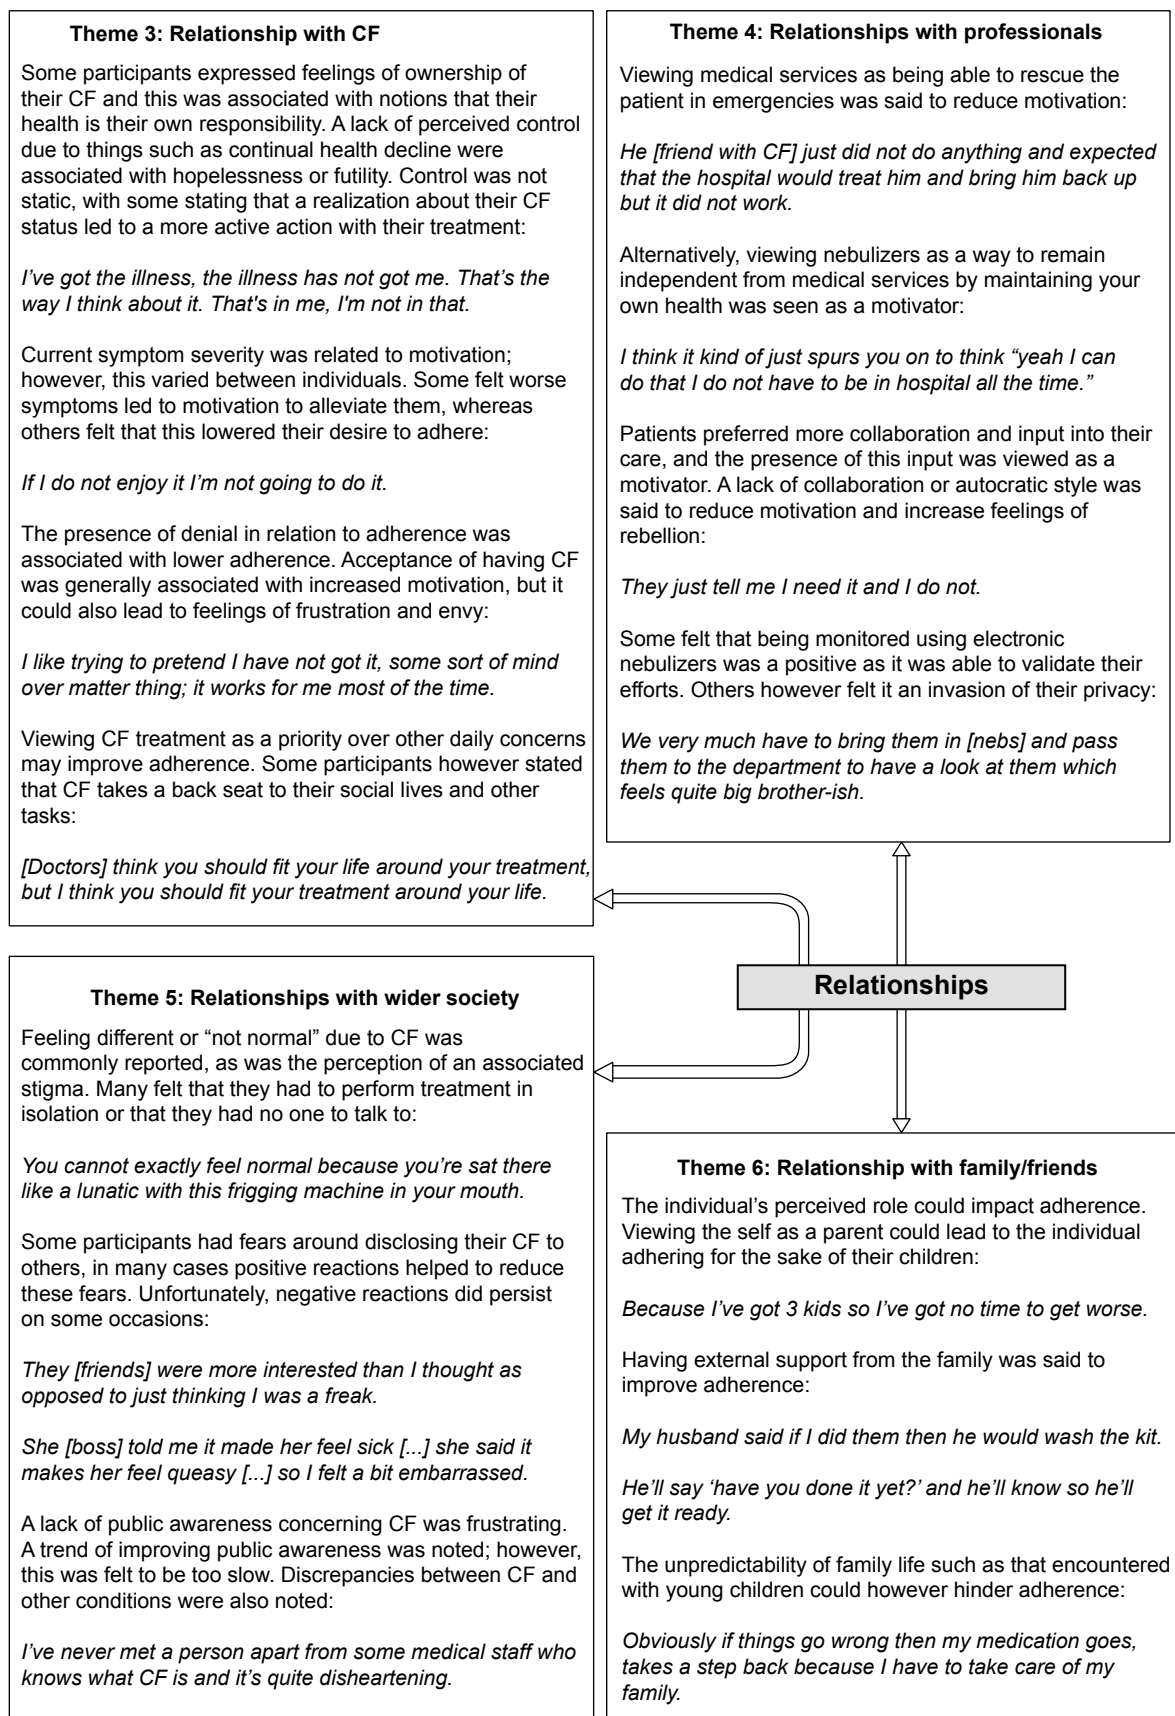 Theme 3: Relationship with CF
Some participants expressed feelings of ownership of
their CF and this was associated with notions that their
health is their own responsibility. A lack of perceived control
due to things such as continual health decline were
associated with hopelessness or futility. Control was not
static, with some stating that a realization about their CF
status led to a more active action with their treatment:
I've got the illness, the illness has not got me. That's the
way I think about it. That's in me, I'm not in that.
Current symptom severity was related to motivation;
however, this varied between individuals. Some felt worse
symptoms led to motivation to alleviate them, whereas
others felt that this lowered their desire to adhere:
If I do not enjoy it I'm not going to do it.
The presence of denial in relation to adherence was
associated with lower adherence. Acceptance of having CF
was generally associated with increased motivation, but it
could also lead to feelings of frustration and envy:
I like trying to pretend I have not got it, some sort of mind
over matter thing; it works for me most of the time.
Viewing CF treatment as a priority over other daily concerns
may improve adherence. Some participants however stated
that CF takes a back seat to their social lives and other
tasks:
[Doctors] think you should fit your life around your treatment,
but I think you should fit your treatment around your life.
Theme 4: Relationships with professionals
Viewing medical services as being able to rescue the
patient in emergencies was said to reduce motivation:
He [friend with CF] just did not do anything and expected
that the hospital would treat him and bring him back up
but it did not work.
Alternatively, viewing nebulizers as a way to remain
independent from medical services by maintaining your
own health was seen as a motivator:
I think it kind of just spurs you on to think “yeah I can
do that I do not have to be in hospital all the time.”
Patients preferred more collaboration and input into their
care, and the presence of this input was viewed as a
motivator. A lack of collaboration or autocratic style was
said to reduce motivation and increase feelings of
rebellion:
They just tell me I need it and I do not.
Some felt that being monitored using electronic
nebulizers was a positive as it was able to validate their
efforts. Others however felt it an invasion of their privacy:
We very much have to bring them in [nebs] and pass
them to the department to have a look at them which
feels quite big brother-ish.
Relationships
Theme 5: Relationships with wider society
Feeling different or “not normal” due to CF was
commonly reported, as was the perception of an associated
stigma. Many felt that they had to perform treatment in
isolation or that they had no one to talk to:
You cannot exactly feel normal because you're sat there
like a lunatic with this frigging machine in your mouth.
Some participants had fears around disclosing their CF to
others, in many cases positive reactions helped to reduce
these fears. Unfortunately, negative reactions did persist
on some occasions:
They [friends] were more interested than I thought as
opposed to just thinking I was a freak.
She [boss] told me it made her feel sick [...] she said it
makes her feel queasy [...] so I felt a bit embarrassed.
A lack of public awareness concerning CF was frustrating.
A trend of improving public awareness was noted; however,
this was felt to be too slow. Discrepancies between CF and
other conditions were also noted:
I've never met a person apart from some medical staff who
knows what CF is and it's quite disheartening.
Theme 6: Relationship with family/friends
The individual's perceived role could impact adherence.
Viewing the self as a parent could lead to the individual
adhering for the sake of their children:
Because I've got 3 kids so I've got no time to get worse.
Having external support from the family was said to
improve adherence:
My husband said if I did them then he would wash the kit.
He'll say ‘have you done it yet?’ and he'll know so he'll
get it ready.
The unpredictability of family life such as that encountered
with young children could however hinder adherence:
Obviously if things go wrong then my medication goes,
takes a step back because I have to take care of my
family.